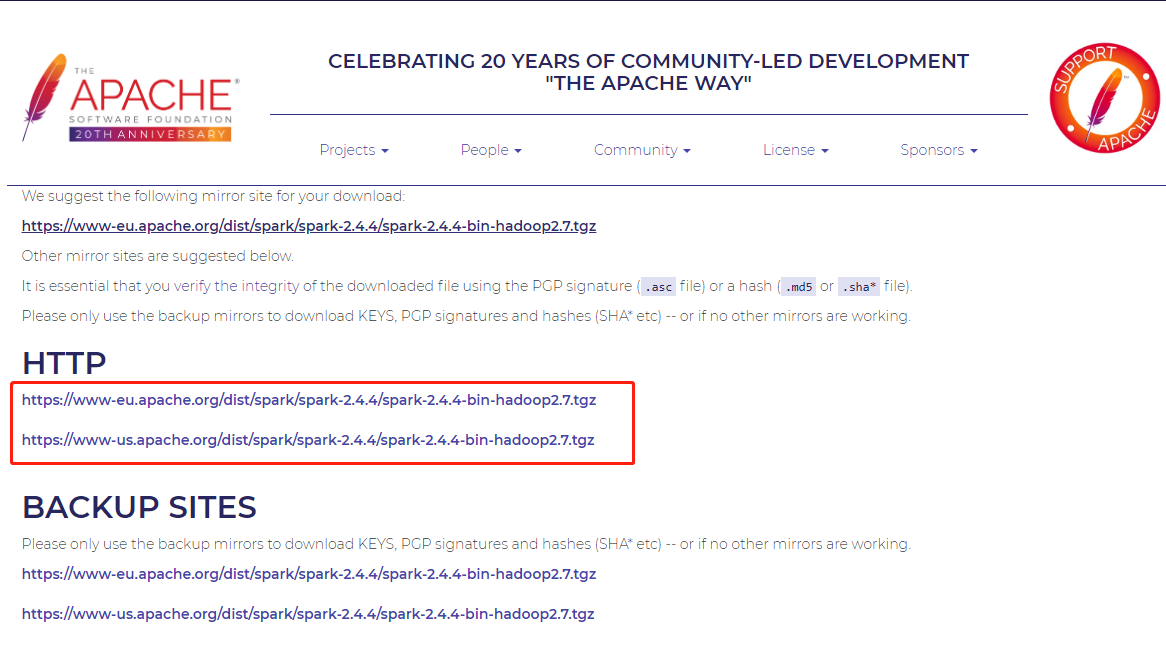 THE
APACHE®
SOFTWARE FOUNDATION
20TH ANNIVERSARY
CELEBRATING 20 YEARS OF COMMUNITY-LED DEVELOPMENT
"THE APACHE WAY"
SUPPORT
APACHE
Projects
People
Community
License
Sponsors
We suggest the following mirror site for your download:
https://www-eu.apache.org/dist/spark/spark-2.4.4/spark-2.4.4-bin-hadoop2.7.tgz
Other mirror sites are suggested below.
It is essential that you verify the integrity of the downloaded file using the PGP signature ( .asc file) or a hash ( .md5 or .sha* file).
Please only use the backup mirrors to download KEYS, PGP signatures and hashes (SHA* etc) -- or if no other mirrors are working.
HTTP
https://www-eu.apache.org/dist/spark/spark-2.4.4/spark-2.4.4-bin-hadoop2.7.tgz
https://www-us.apache.org/dist/spark/spark-2.4.4/spark-2.4.4-bin-hadoop2.7.tgz
BACKUP SITES
Please only use the backup mirrors to download KEYS, PGP signatures and hashes (SHA* etc) -- or if no other mirrors are working.
https://www-eu.apache.org/dist/spark/spark-2.4.4/spark-2.4.4-bin-hadoop2.7.tgz
https://www-us.apache.org/dist/spark/spark-2.4.4/spark-2.4.4-bin-hadoop2.7.tgz